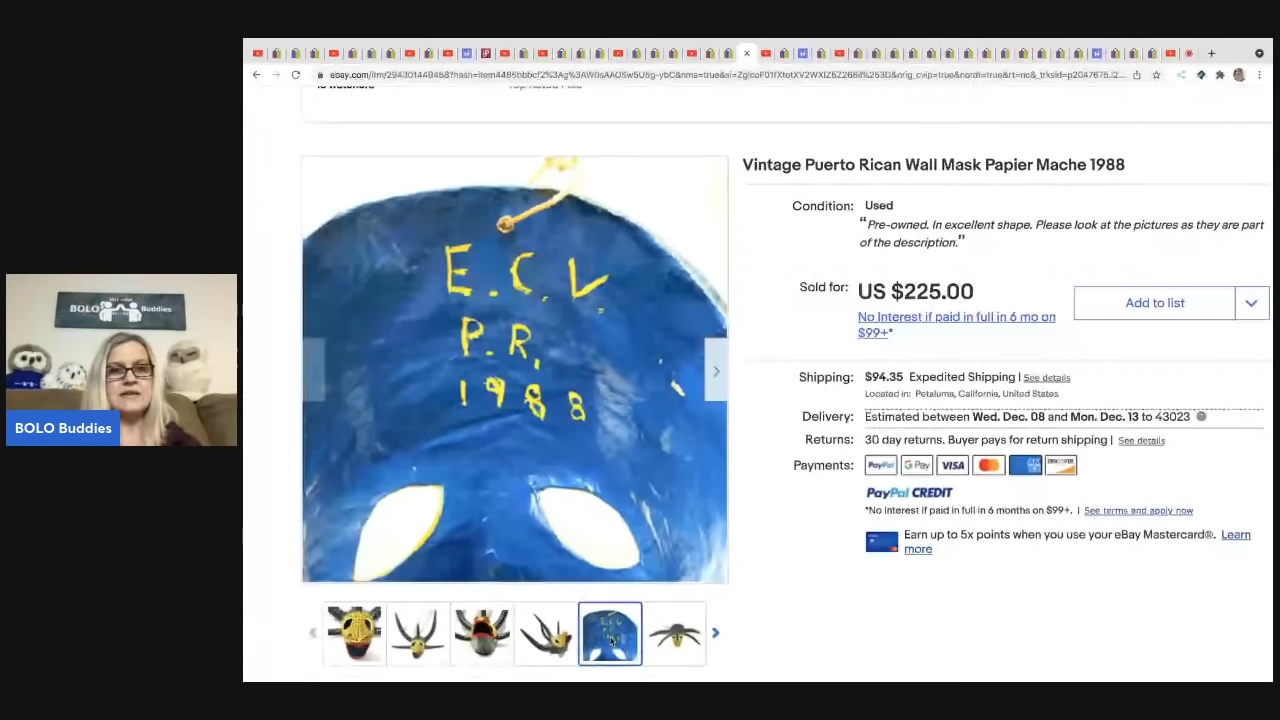 Vintage Puerto Rican Wall Mask Papier Mache 1988
Condition: Used
“Pre-owned. In excellent shape. Please look at the pictures as they are part
of the description.”
Sold for: US $225.00
No Interest if paid in full in 6 mo on
$99+*
Add to list
Shipping: $94.35 Expedited Shipping | See details
Located in: Petaluma, California, United States
Delivery: Estimated between Wed. Dec. 08 and Mon. Dec. 13 to 43023
Returns: 30 day returns. Buyer pays for return shipping | See details
Payments: PayPal G Pay VISA
PayPal CREDIT
*No Interest if paid in full in 6 months on $99+. | See terms and apply now
Earn up to 5x points when you use your eBay Mastercard®. Learn
more
E.C.V.
P.R.
1988
BOLO Buddies
BOLO Buddies